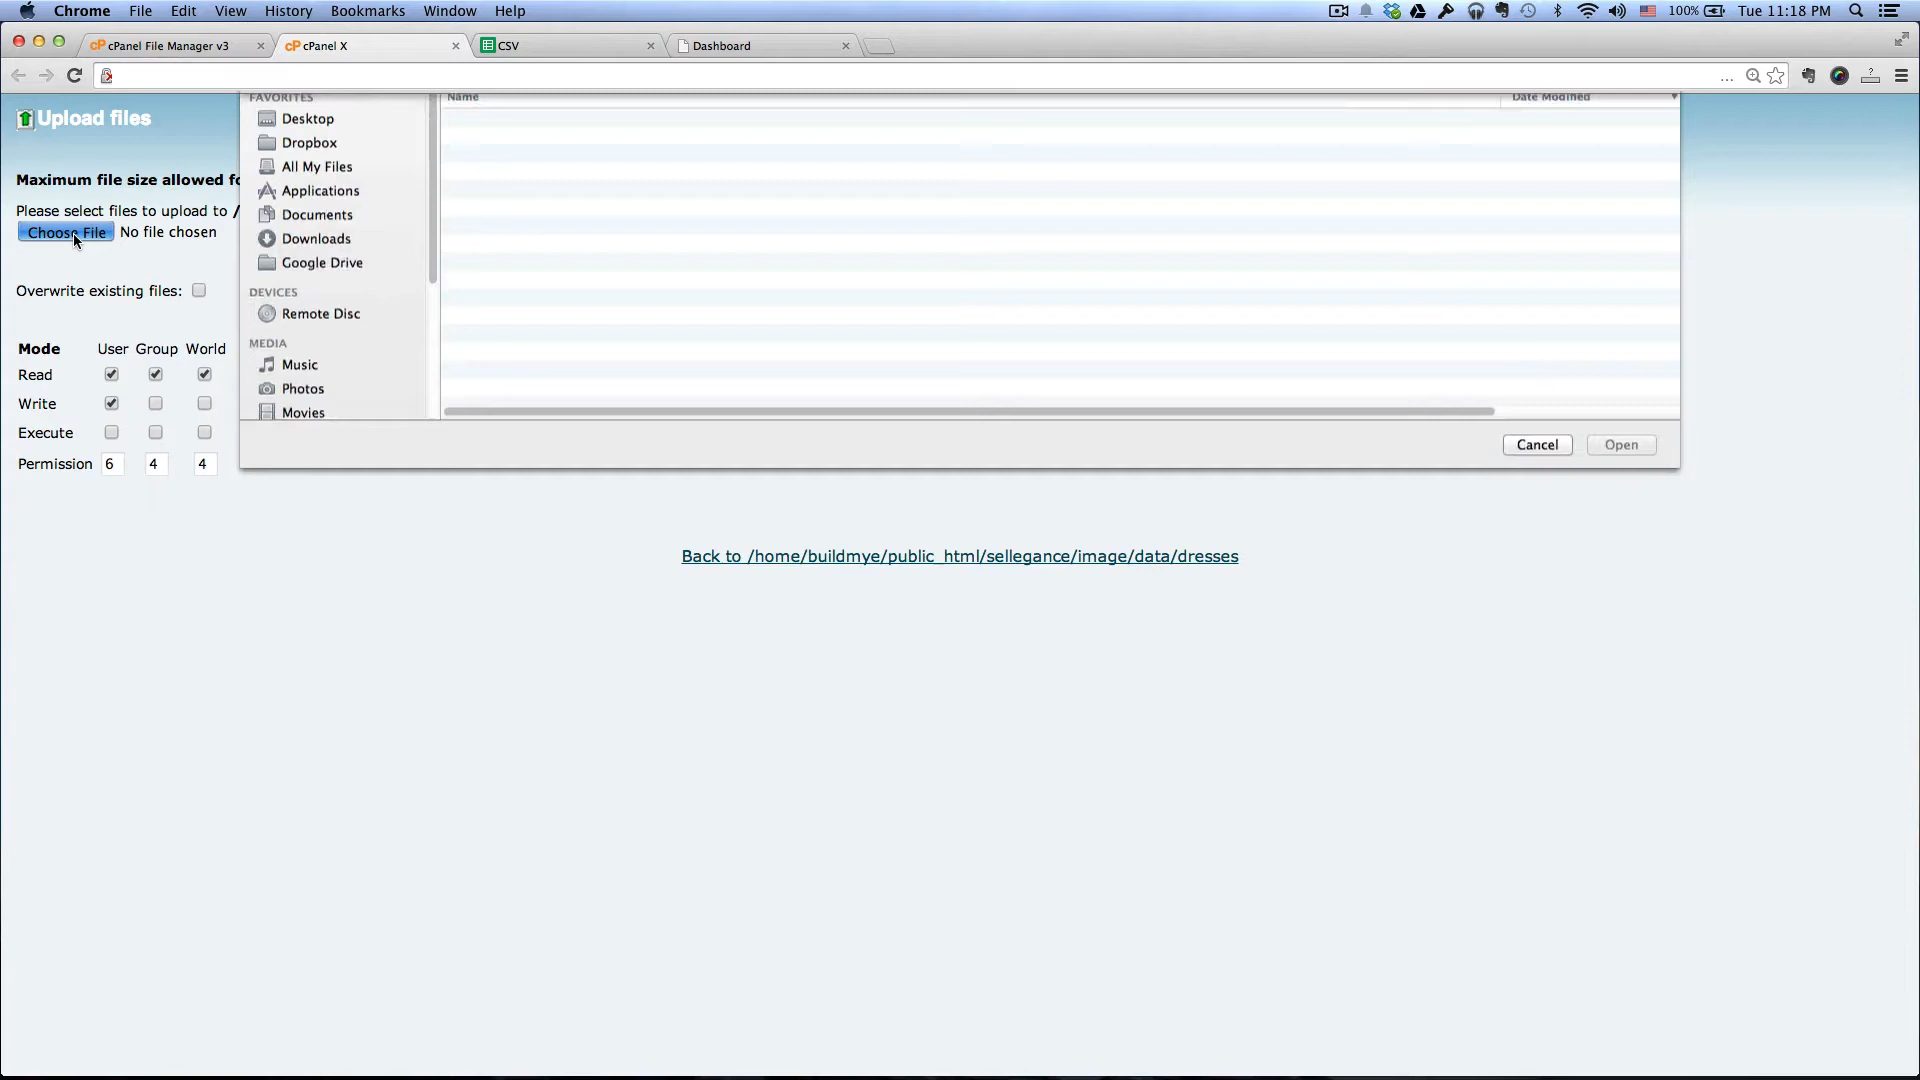 Chrome File Edit View History Bookmarks Window Help 100% Tue 11:18 PM
cP cPanel File Manager v3 cP cPanel X CSV Dashboard
...
Upload files
Maximum file size allowed fo
Please select files to upload to /
Choose File No file chosen
Overwrite existing files:
Mode User Group World
Read
Write
Execute
Permission 6 4 4
FAVORITES
Desktop
Dropbox
All My Files
Applications
Documents
Downloads
Google Drive
DEVICES
Remote Disc
MEDIA
Music
Photos
Movies
Name Date Modified
Cancel Open
Back to /home/buildmye/public_html/sellegance/image/data/dresses